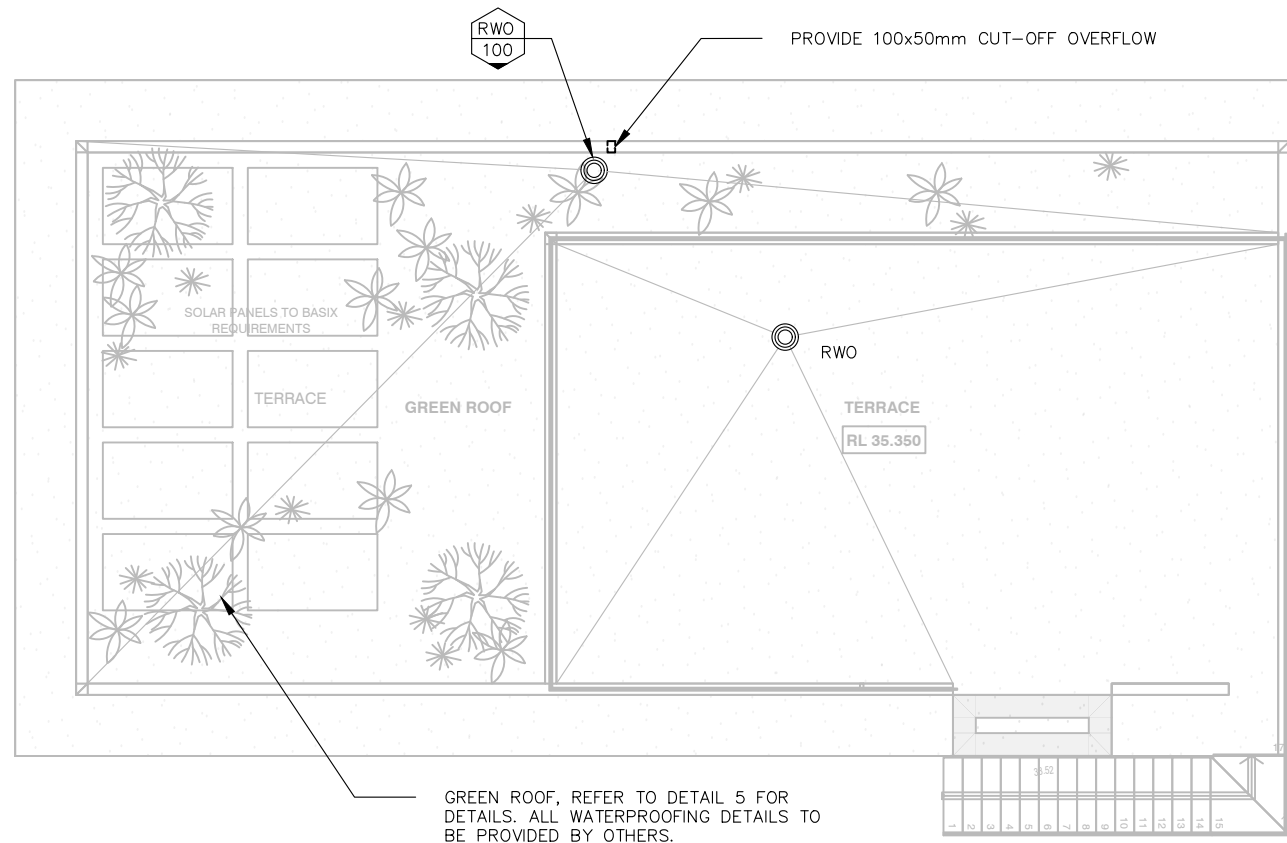 RWO
100
PROVIDE 100x50mm CUT-OFF OVERFLOW
SOLAR PANELS TO BASIX
REQUIREMENTS
TERRACE
GREEN ROOF
RWO
TERRACE
RL 35.350
GREEN ROOF, REFER TO DETAIL 5 FOR
DETAILS. ALL WATERPROOFING DETAILS TO
BE PROVIDED BY OTHERS.
17
1 2 3 4 5 6 7 8 9 10 11 12 13 14 15